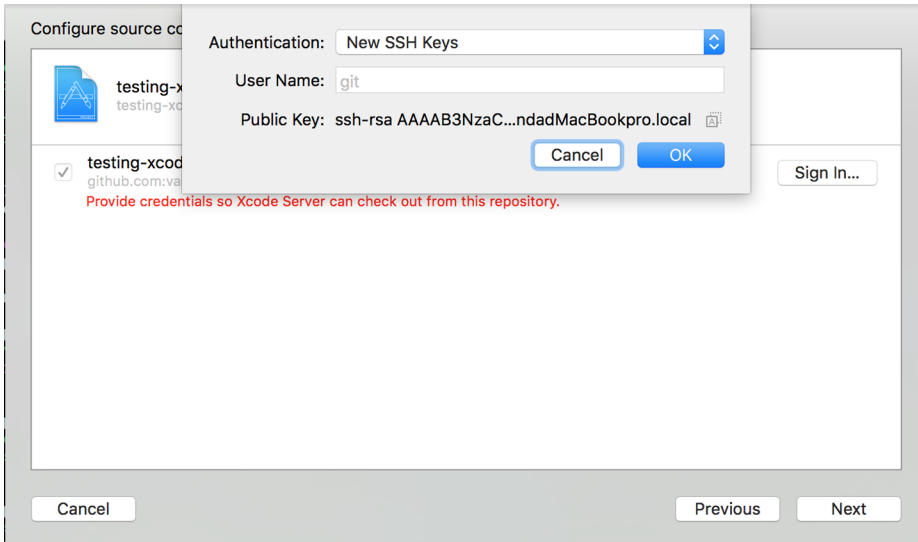 Configure source co
Authentication: New SSH Keys
User Name: git
Public Key: ssh-rsa AAAAB3NzaC...ndadMacBookpro.local
Cancel OK
testing-x
testing-xc
testing-xcod
github.com:va
Provide credentials so Xcode Server can check out from this repository.
Sign In...
Cancel Previous Next